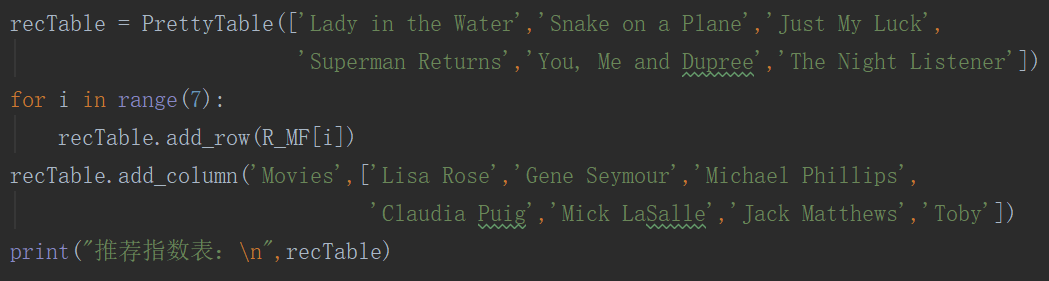 recTable = PrettyTable(['Lady in the Water','Snake on a Plane','Just My Luck',
'Superman Returns','You, Me and Dupree','The Night Listener'])
for i in range(7):
recTable.add_row(R_MF[i])
recTable.add_column('Movies',['Lisa Rose','Gene Seymour','Michael Phillips',
'Claudia Puig','Mick LaSalle','Jack Matthews','Toby'])
print("推荐指数表：\n",recTable)